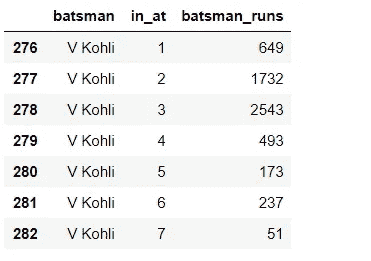 batsman in_at batsman_runs
276 V Kohli 1 649
277 V Kohli 2 1732
278 V Kohli 3 2543
279 V Kohli 4 493
280 V Kohli 5 173
281 V Kohli 6 237
282 V Kohli 7 51